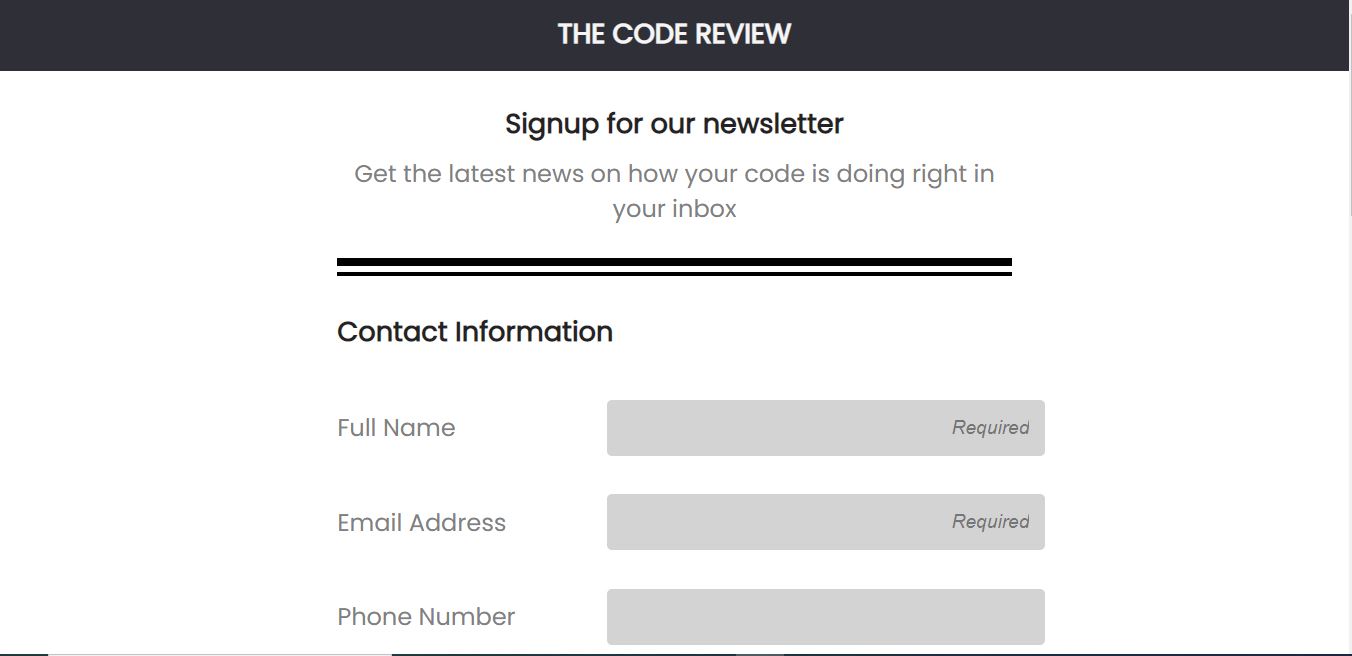 THE CODE REVIEW
Signup for our newsletter
Get the latest news on how your code is doing right in
your inbox
Contact Information
Full Name
Required
Email Address
Required
Phone Number